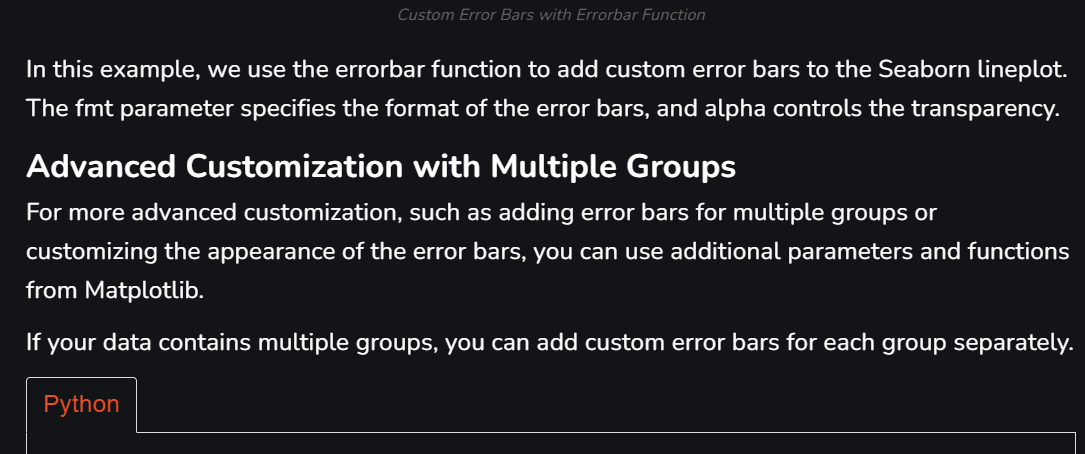 Custom Error Bars with Errorbar Function
In this example, we use the errorbar function to add custom error bars to the Seaborn lineplot.
The fmt parameter specifies the format of the error bars, and alpha controls the transparency.
Advanced Customization with Multiple Groups
For more advanced customization, such as adding error bars for multiple groups or
customizing the appearance of the error bars, you can use additional parameters and functions
from Matplotlib.
If your data contains multiple groups, you can add custom error bars for each group separately.
Python